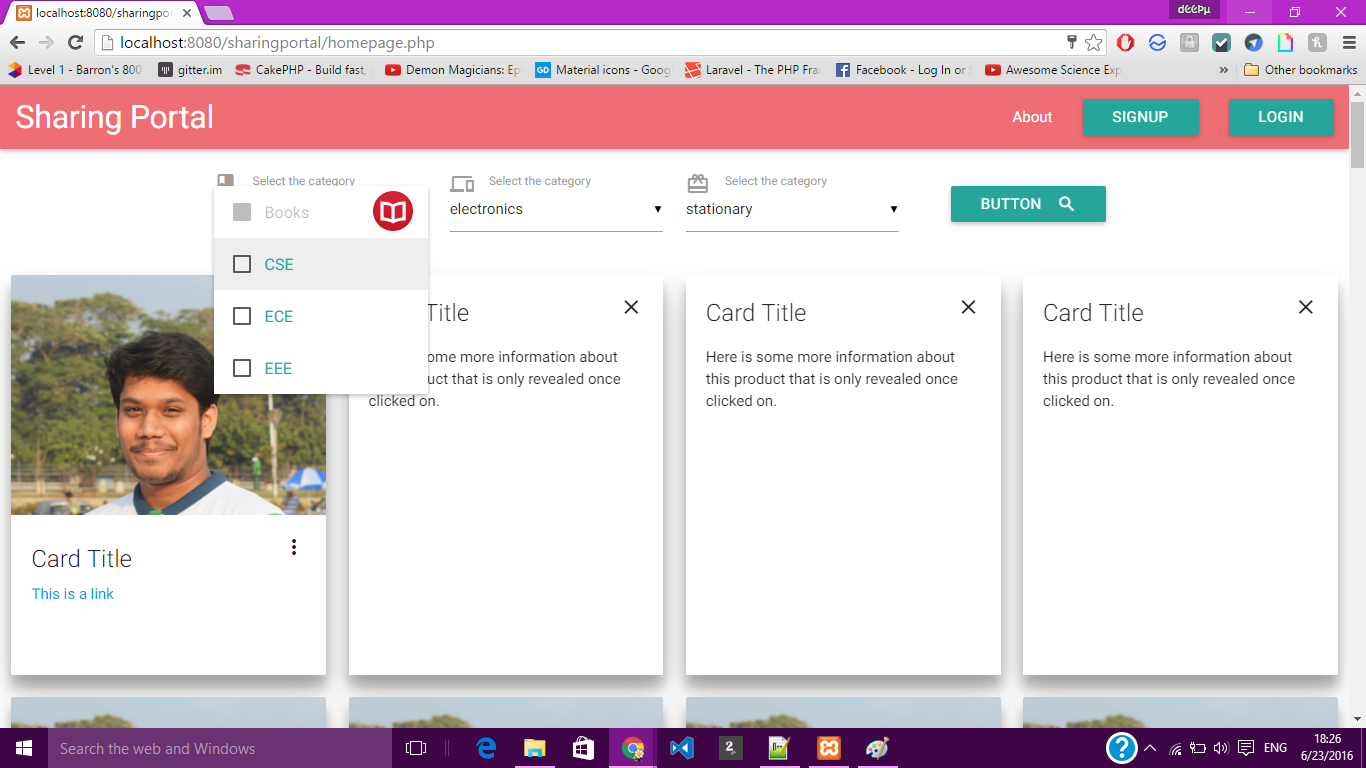 localhost:8080/sharingpor
dēēPµ
localhost:8080/sharingportal/homepage.php
Level 1 - Barron's 800
gitter.im
CakePHP - Build fast,
Demon Magicians: Ep
GD
Material icons - Goog
Laravel - The PHP Fra
Facebook - Log In or S
Awesome Science Exp
»
Other bookmarks
Sharing Portal
About
SIGNUP
LOGIN
Select the category
Select the category
Select the category
electronics
stationary
BUTTON
Books
CSE
ECE
EEE
Title
ome more information about
uct that is only revealed once
clicked on.
Card Title
Here is some more information about
this product that is only revealed once
clicked on.
Card Title
Here is some more information about
this product that is only revealed once
clicked on.
Card Title
This is a link
Search the web and Windows
ENG
18:26
6/23/2016